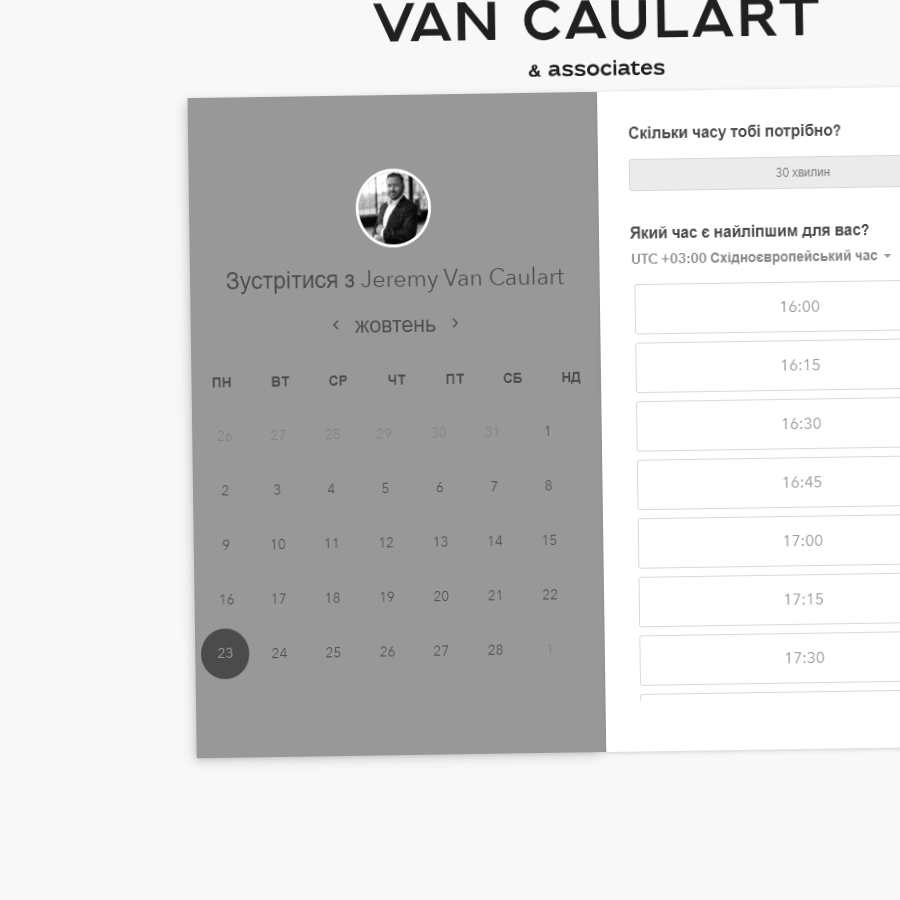 VAN CAULART
& associates
Зустрітися з Jeremy Van Caulart
жовтень
ПН ВТ СР ЧТ ПТ СБ НД
26 27 28 29 30 31 1
2 3 4 5 6 7 8
9 10 11 12 13 14 15
16 17 18 19 20 21 22
23 24 25 26 27 28 1
Скільки часу тобі потрібно?
30 хвилин
Який час є найліпшим для вас?
UTC +03:00 Східноєвропейський час
16:00
16:15
16:30
16:45
17:00
17:15
17:30